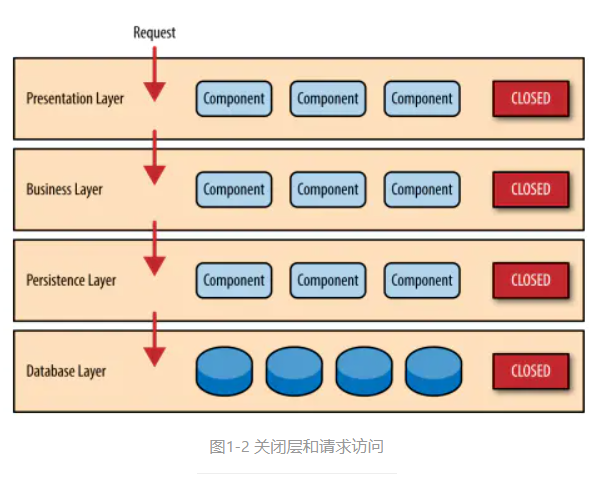 Request
Presentation Layer
Component Component Component
CLOSED
Business Layer
Component Component Component
CLOSED
Persistence Layer
Component Component Component
CLOSED
Database Layer
CLOSED
图1-2 关闭层和请求访问